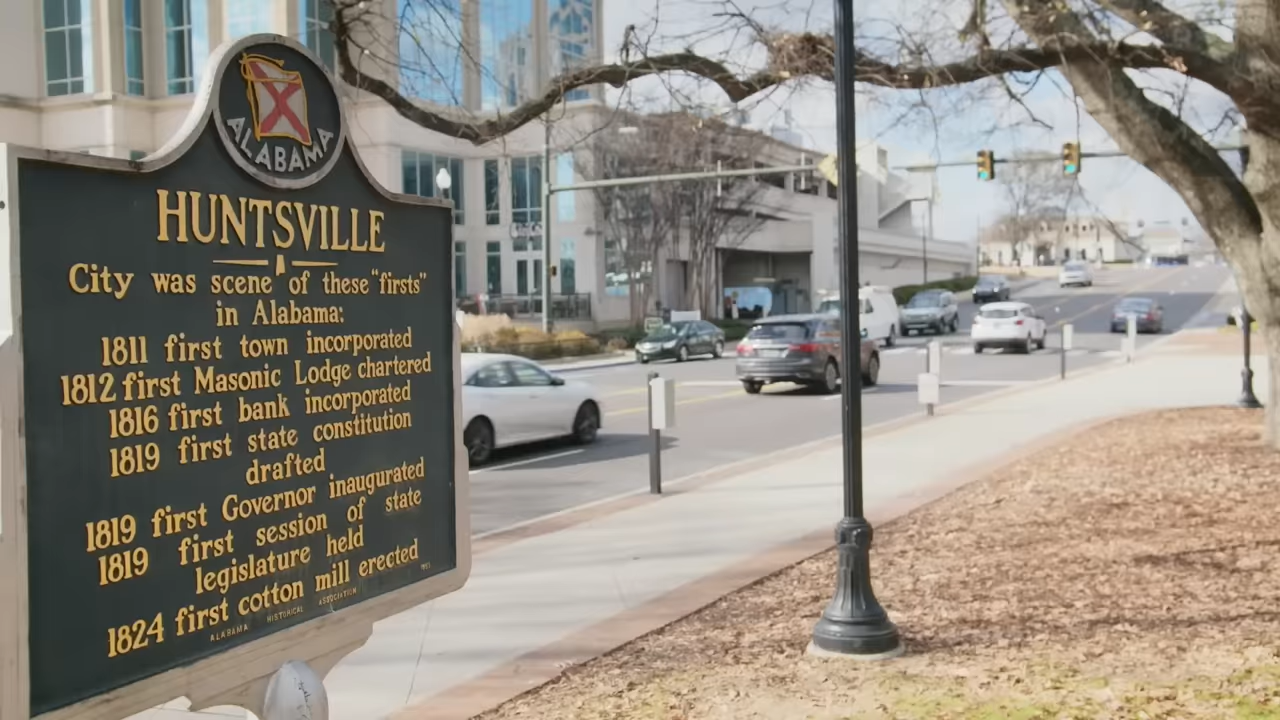 ALABAMA
HUNTSVILLE
City was scene of these "firsts"
in Alabama:
1811 first town incorporated
1812 first Masonic Lodge chartered
1816 first bank incorporated
1819 first state constitution
drafted
1819 first Governor inaugurated
1819 first session of state
legislature held
1824 first cotton mill erected
ALABAMA HISTORICAL ASSOCIATION